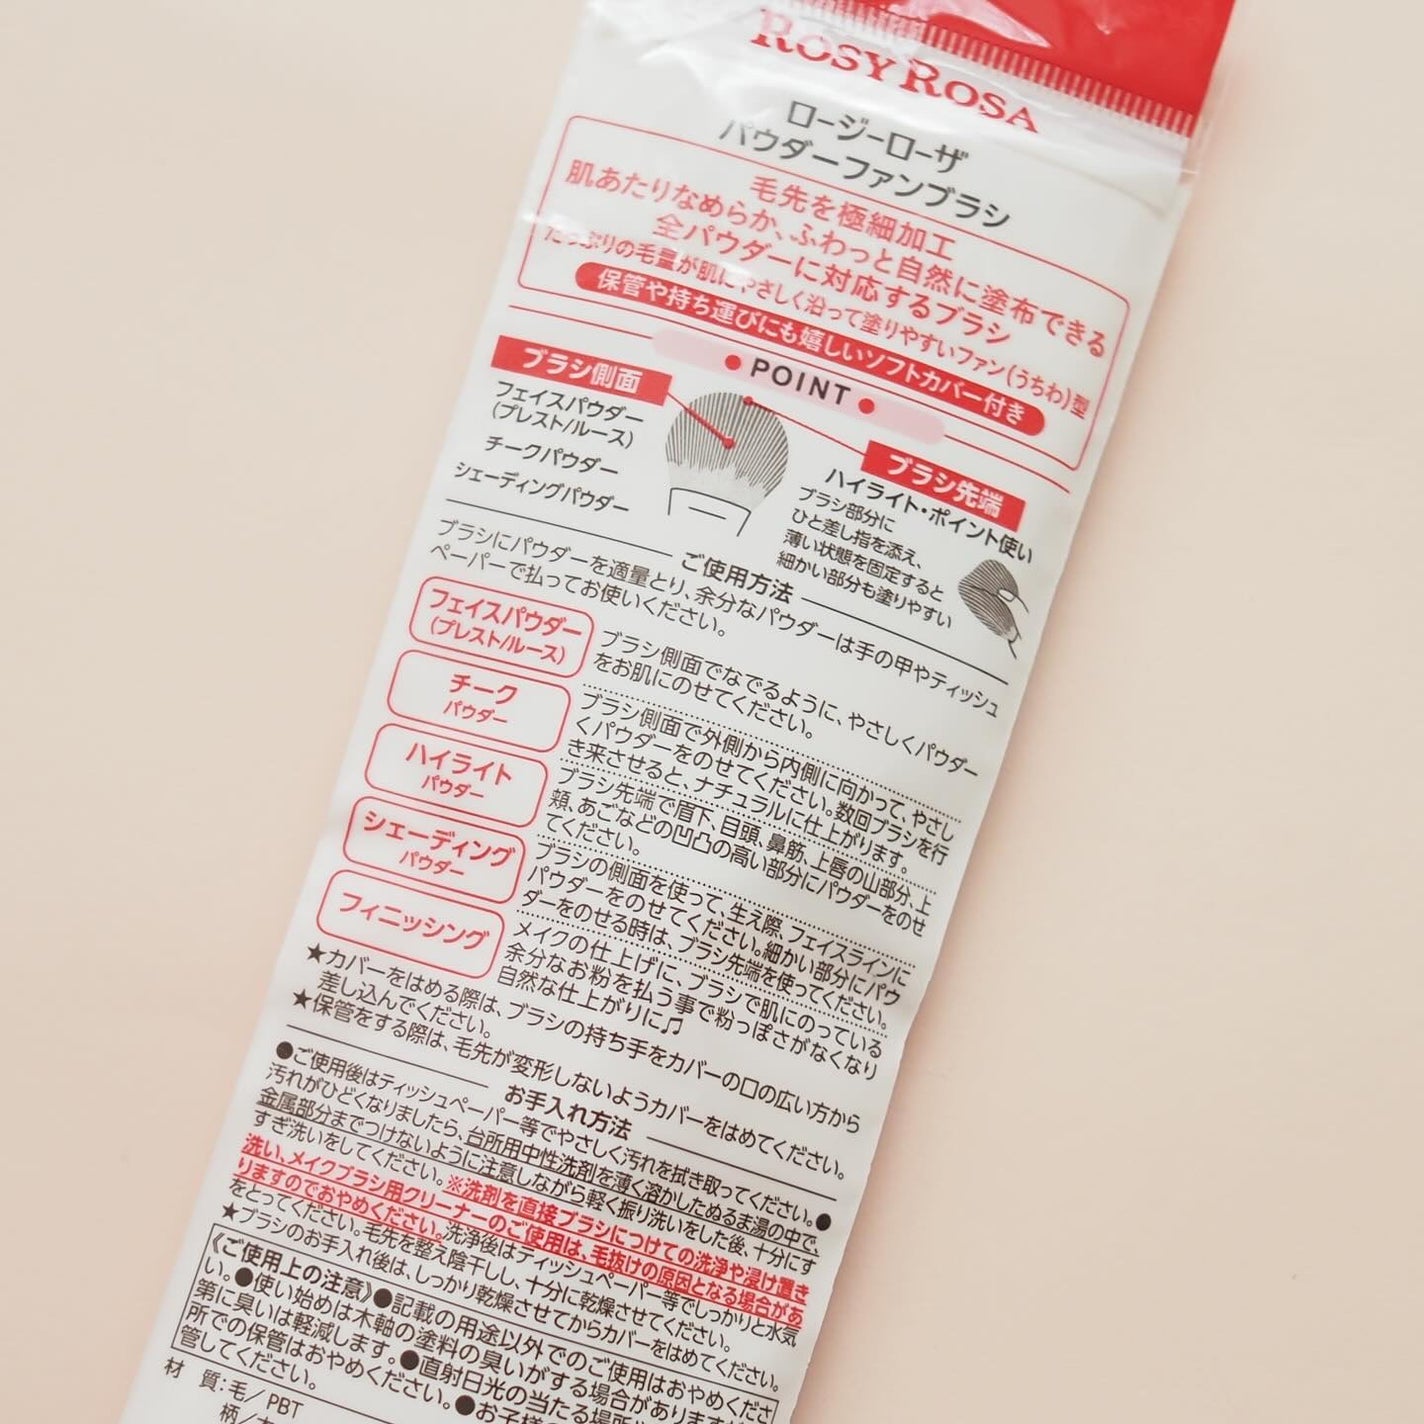 ROSY ROSA
ロージーローザ
パウダーファンブラシ
毛先を極細加工
肌あたりなめらか、ふわっと自然に塗布できる
全パウダーに対応するブラシ
たっぷりの毛量が肌にやさしく沿って塗りやすいファン(うちわ)型
保管や持ち運びにも嬉しいソフトカバー付き
POINT
ブラシ側面
フェイスパウダー
(プレスト/ルース)
チークパウダー
シェーディングパウダー
ブラシ先端
ハイライト・ポイント使い
ブラシ部分に
ひと差し指を添え、
薄い状態を固定すると
細かい部分も塗りやすい
ご使用方法
ブラシにパウダーを適量とり、余分なパウダーは手の甲やティッシュ
ペーパーで払ってお使いください。
フェイスパウダー
(プレスト/ルース)
ブラシ側面でなでるように、やさしくパウダー
をお肌にのせてください。
チーク
パウダー
ブラシ側面で外側から内側に向かって、やさし
くパウダーをのせてください。数回ブラシを行
き来させると、ナチュラルに仕上がります。
ハイライト
パウダー
ブラシ先端で眉下、目頭、鼻筋、上唇の山部分、上
頬、あごなどの凹凸の高い部分にパウダーをのせ
てください。
シェーディング
パウダー
ブラシの側面を使って、生え際、フェイスラインに
パウダーをのせてください。細かい部分にパウ
ダーをのせる時は、ブラシ先端を使ってください。
フィニッシング
メイクの仕上げに、ブラシで肌にのっている
余分なお粉を払う事で粉っぽさがなくなり
自然な仕上がりに♫
★カバーをはめる際は、ブラシの持ち手をカバーの口の広い方から
差し込んでください。
★保管をする際は、毛先が変形しないようカバーをはめてください。
お手入れ方法
●ご使用後はティッシュペーパー等でやさしく汚れを拭き取ってください。●
汚れがひどくなりましたら、台所用中性洗剤を薄く溶かしたぬるま湯の中で、
金属部分までつけないように注意しながら軽く振り洗いをした後、十分にす
すぎ洗いをしてください。※洗剤を直接ブラシにつけての洗浄や浸け置き
洗い、メイクブラシ用クリーナーのご使用は、毛抜けの原因となる場合があ
りますのでおやめください。洗浄後はティッシュペーパー等でしっかりと水気
をとってください。毛先を整え陰干しし、十分に乾燥させてください。
★ブラシのお手入れ後は、しっかり乾燥させてからカバーをはめてください。
《ご使用上の注意》●記載の用途以外でのご使用はおやめくださ
い。●使い始めは木軸の塗料の臭いがする場合があります
第に臭いは軽減します。●直射日光の当たる場所
所での保管はおやめください。●お子様の
管してください。
材 質:毛/PBT
柄/